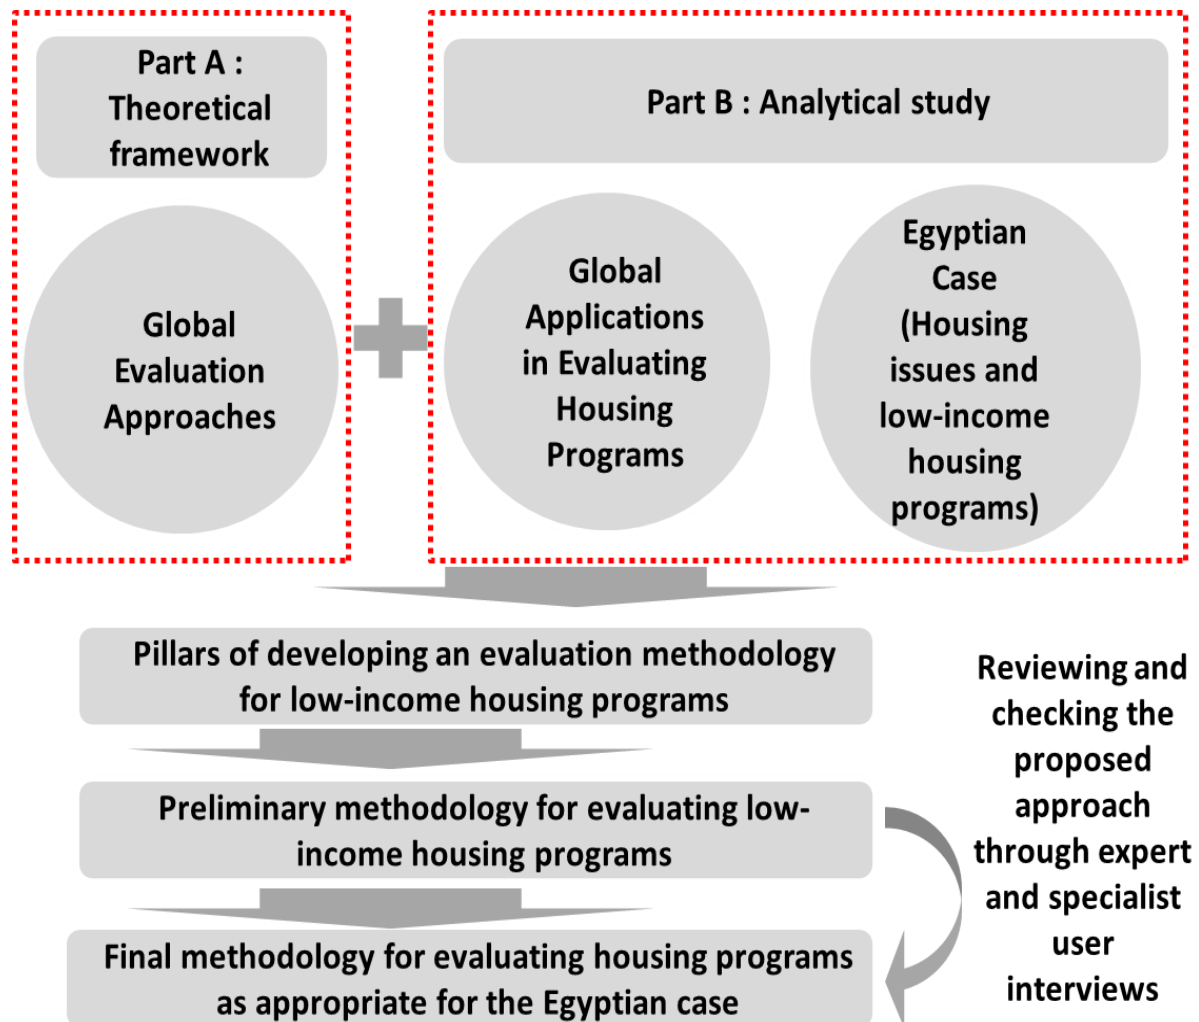 Part A :
Theoretical
framework
Part B : Analytical study
Global
Evaluation
Approaches
Global
Applications
in Evaluating
Housing
Programs
Egyptian
Case
(Housing
issues and
low-income
housing
programs)
Pillars of developing an evaluation methodology
for low-income housing programs
Preliminary methodology for evaluating low-
income housing programs
Final methodology for evaluating housing programs
as appropriate for the Egyptian case
Reviewing and
checking the
proposed
approach
through expert
and specialist
user
interviews